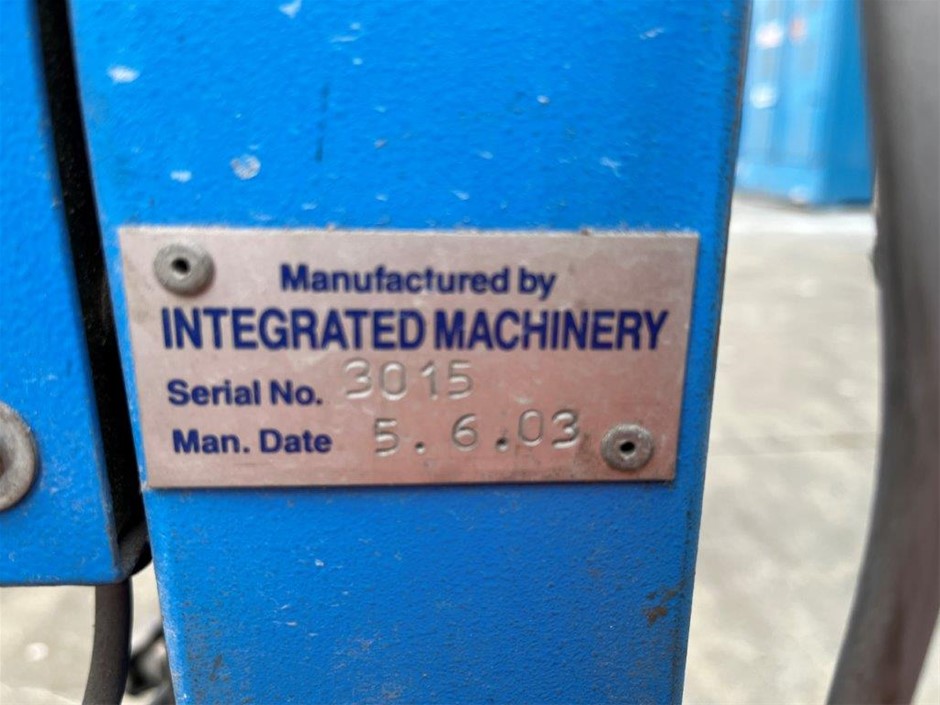 Manufactured by
INTEGRATED MACHINERY
Serial No. 3015
Man. Date 5.6.03